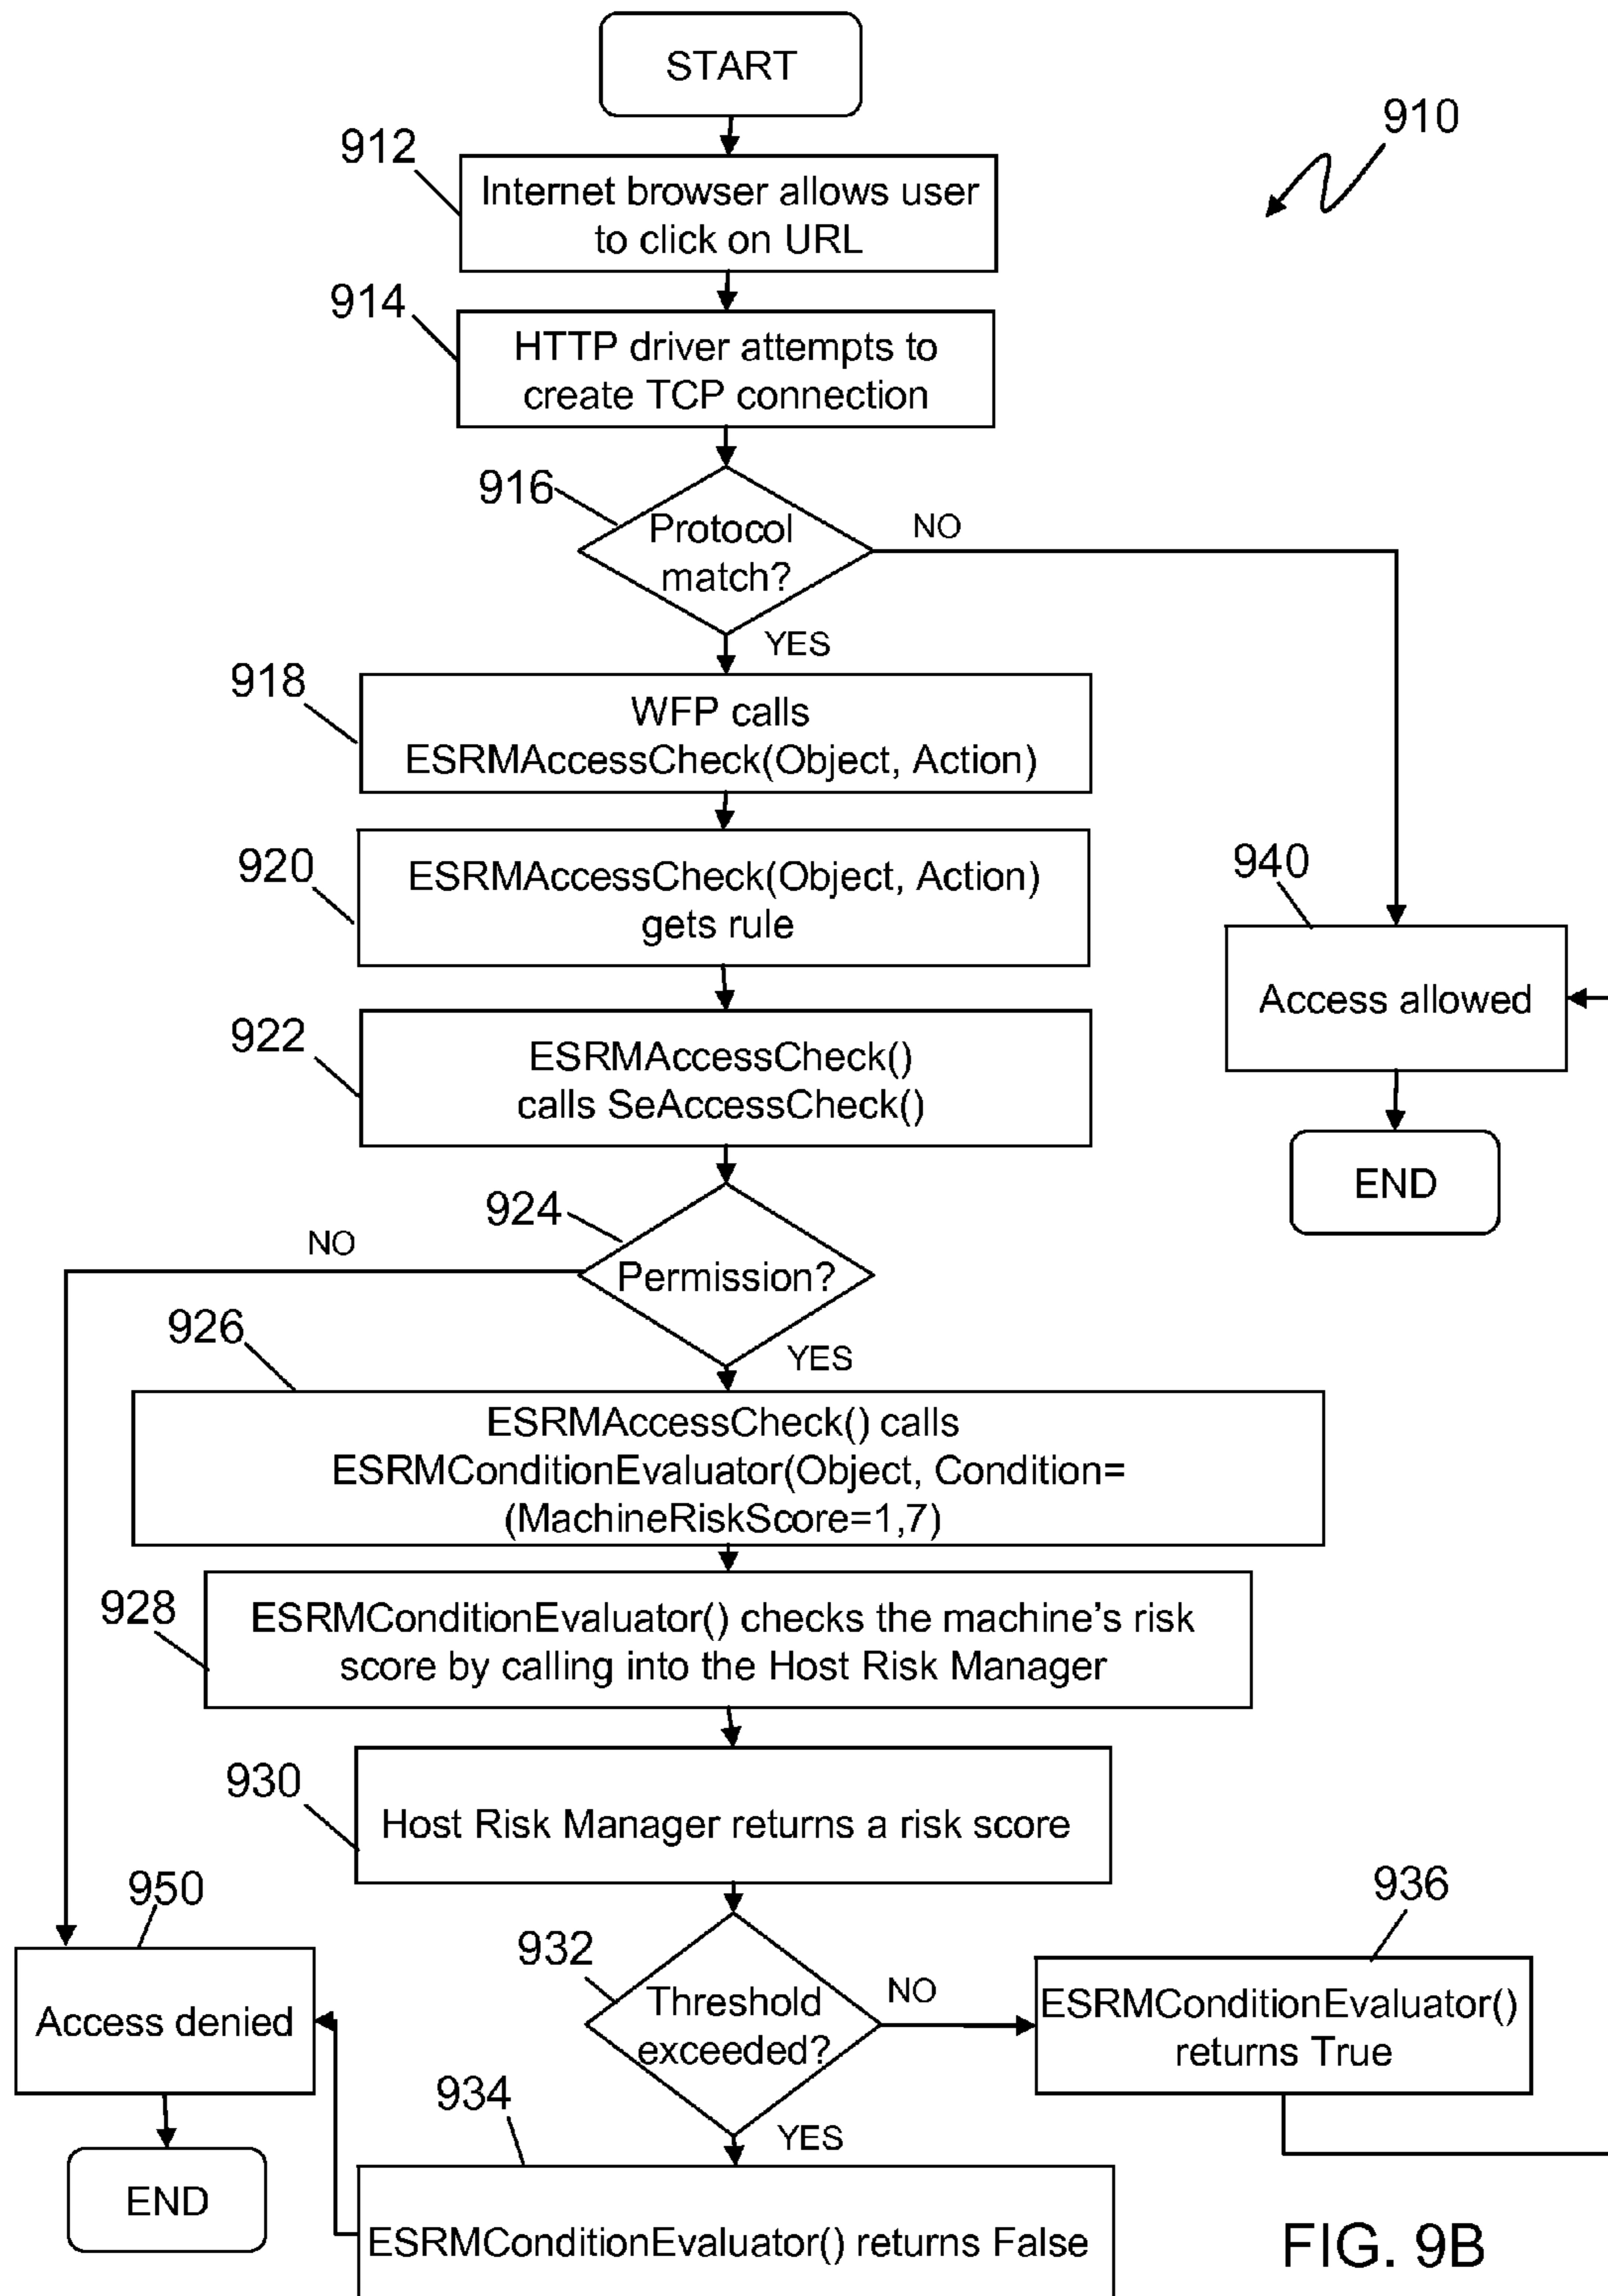 START
910
912
Internet browser allows user
to click on URL
914
HTTP driver attempts to
create TCP connection
916
Protocol
match?
NO
YES
918
WFP calls
ESRMAccessCheck(Object, Action)
920
ESRMAccessCheck(Object, Action)
gets rule
940
Access allowed
922
ESRMAccessCheck()
calls SeAccessCheck()
END
924
NO
Permission?
926
YES
ESRMAccessCheck() calls
ESRMConditionEvaluator(Object, Condition=
(MachineRiskScore=1,7)
928
ESRMConditionEvaluator() checks the machine's risk
score by calling into the Host Risk Manager
930
Host Risk Manager returns a risk score
950
936
932
Access denied
Threshold
exceeded?
NO
ESRMConditionEvaluator()
returns True
934
YES
END
ESRMConditionEvaluator() returns False
FIG. 9B